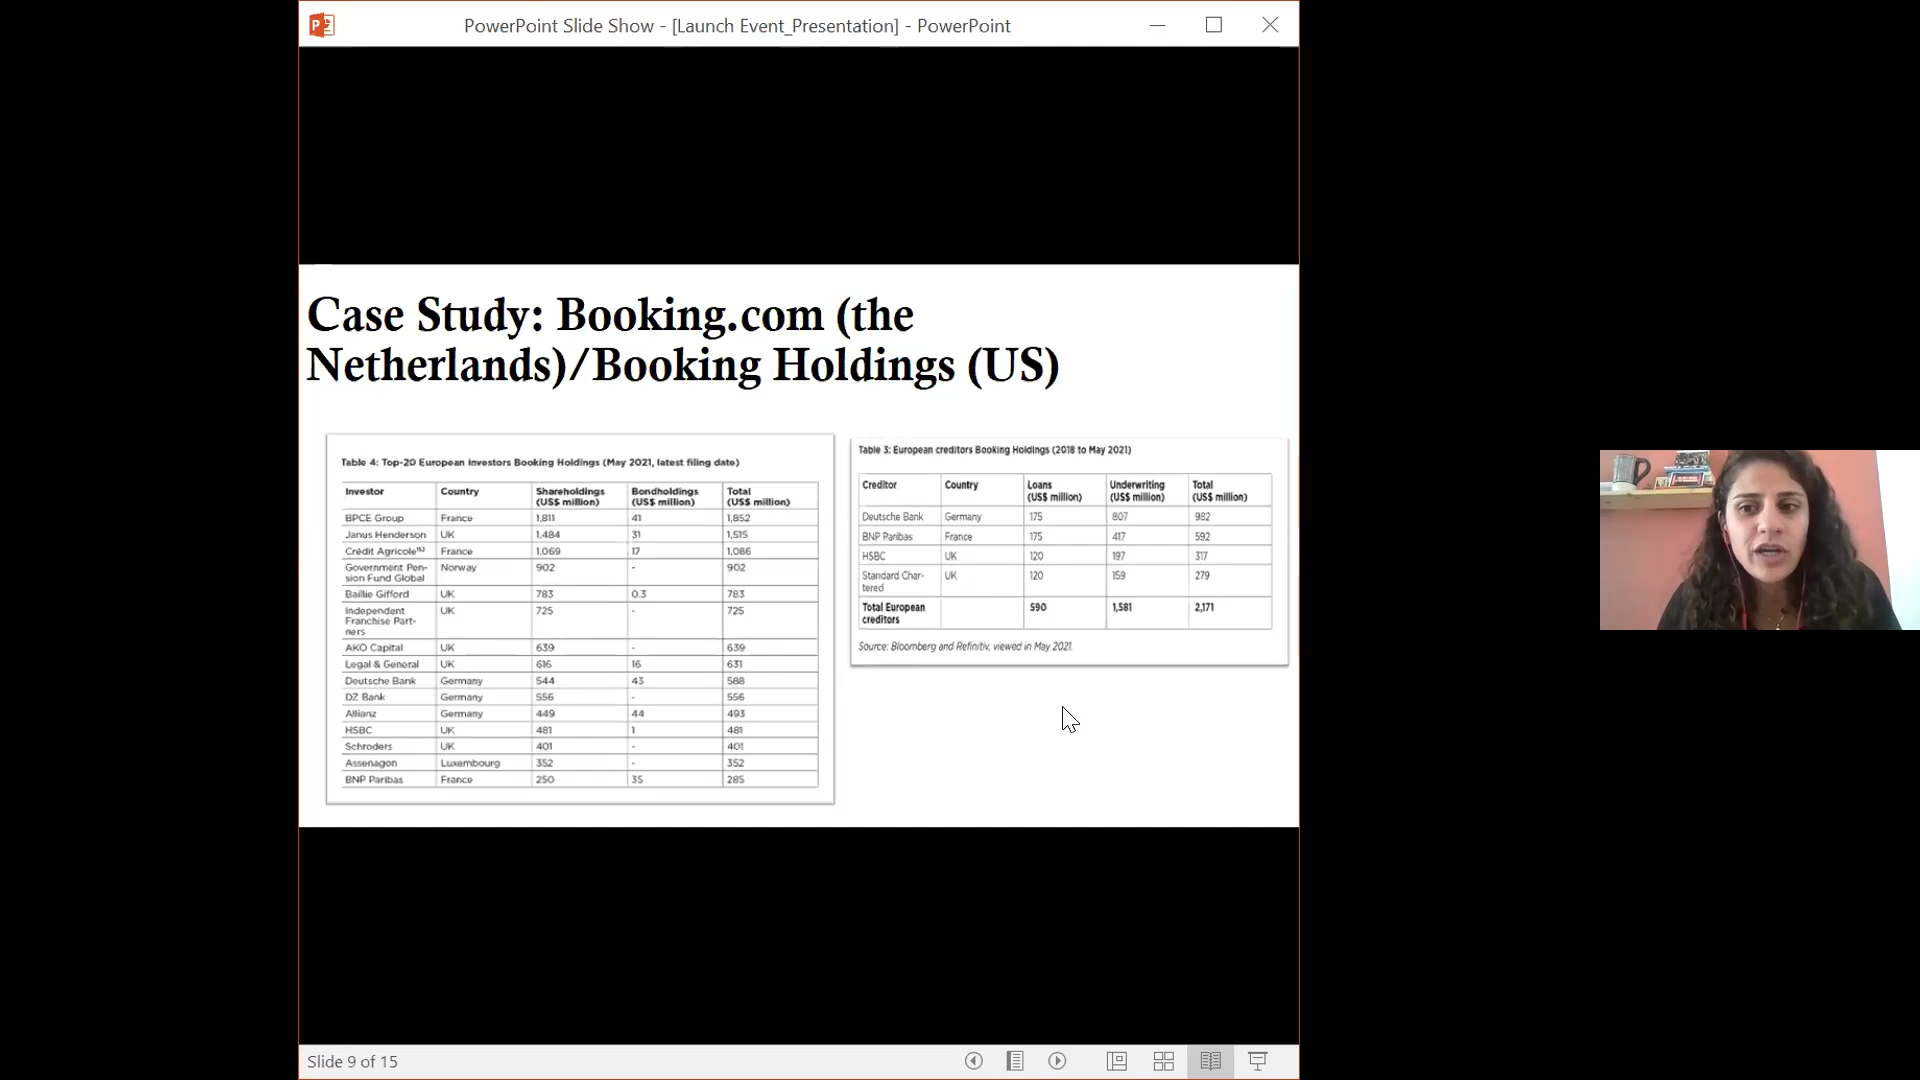 PowerPoint Slide Show - [Launch Event_Presentation] - PowerPoint
Case Study: Booking.com (the
Netherlands)/Booking Holdings (US)
Table 4: Top-20 European investors Booking Holdings (May 2021, latest filing date)
Investor Country Shareholdings (US$ million) Bondholdings (US$ million) Total (US$ million)
BPCE Group France 1,811 41 1,852
Janus Henderson UK 1,484 31 1,515
Crédit Agricole¹⁵² France 1,069 17 1,086
Government Pen-
sion Fund Global Norway 902 - 902
Baillie Gifford UK 783 0.3 783
Independent
Franchise Part-
ners UK 725 - 725
AKO Capital UK 639 - 639
Legal & General UK 616 16 631
Deutsche Bank Germany 544 43 588
DZ Bank Germany 556 - 556
Allianz Germany 449 44 493
HSBC UK 481 1 481
Schroders UK 401 - 401
Assenagon Luxembourg 352 - 352
BNP Paribas France 250 35 285
Table 3: European creditors Booking Holdings (2018 to May 2021)
Creditor Country Loans (US$ million) Underwriting (US$ million) Total (US$ million)
Deutsche Bank Germany 175 807 982
BNP Paribas France 175 417 592
HSBC UK 120 197 317
Standard Char-
tered UK 120 159 279
Total European
creditors 590 1,581 2,171
Source: Bloomberg and Refinitiv, viewed in May 2021.
Slide 9 of 15